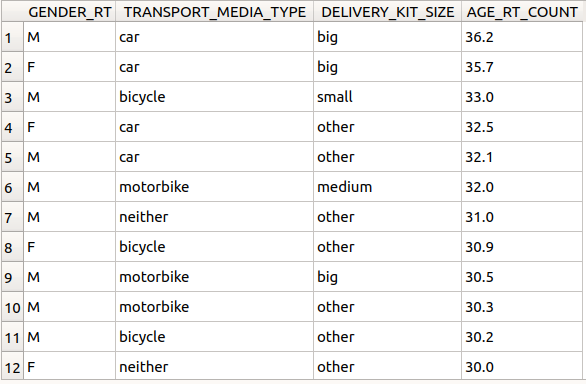 GENDER_RT TRANSPORT_MEDIA_TYPE DELIVERY_KIT_SIZE AGE_RT_COUNT
1 M car big 36.2
2 F car big 35.7
3 M bicycle small 33.0
4 F car other 32.5
5 M car other 32.1
6 M motorbike medium 32.0
7 M neither other 31.0
8 F bicycle other 30.9
9 M motorbike big 30.5
10 M motorbike other 30.3
11 M bicycle other 30.2
12 F neither other 30.0